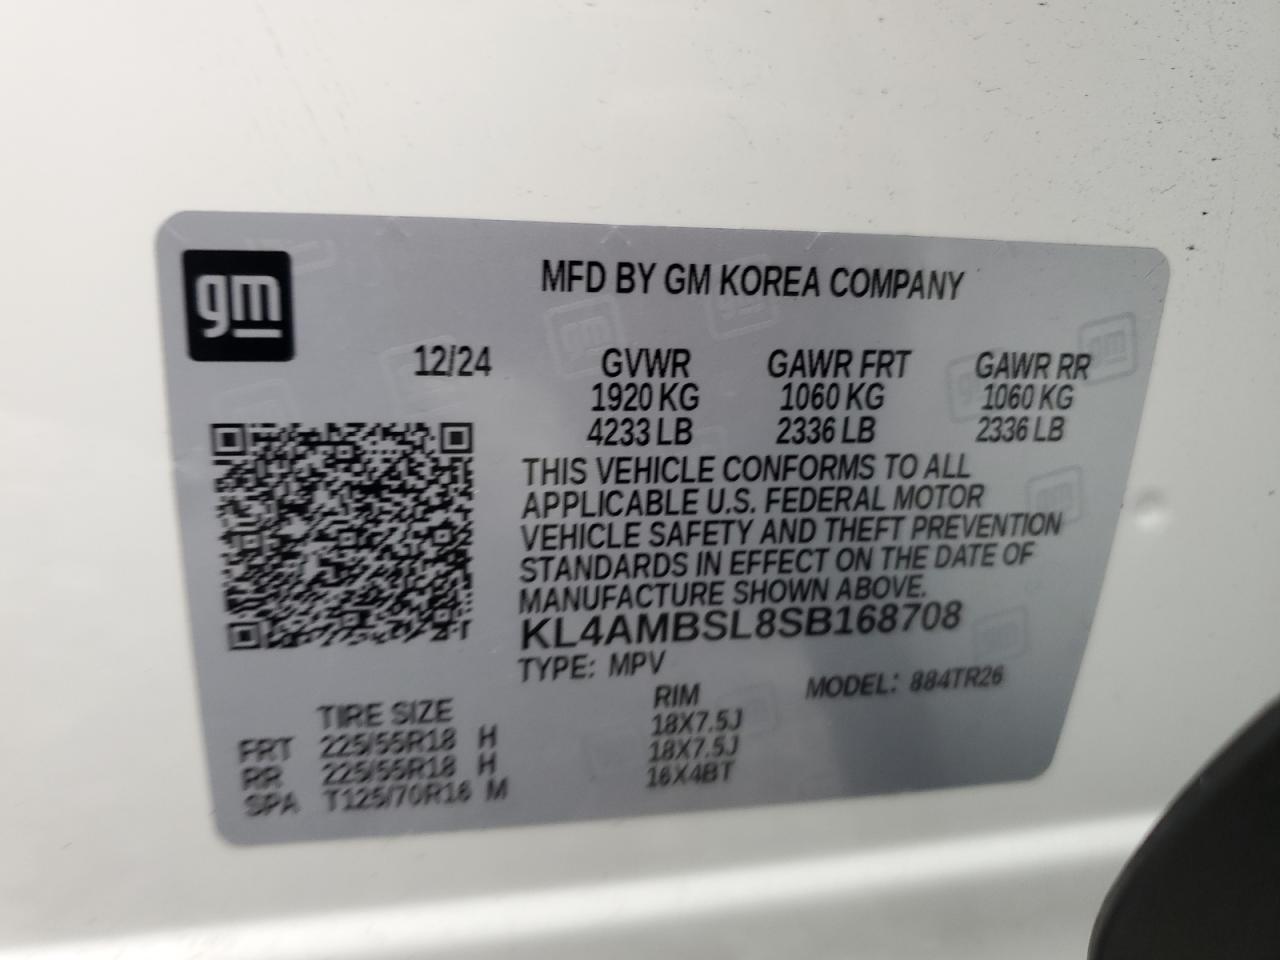 gm
MFD BY GM KOREA COMPANY
12/24 GVWR GAWR FRT GAWR RR
1920 KG 1060 KG 1060 KG
4233 LB 2336 LB 2336 LB
THIS VEHICLE CONFORMS TO ALL
APPLICABLE U.S. FEDERAL MOTOR
VEHICLE SAFETY AND THEFT PREVENTION
STANDARDS IN EFFECT ON THE DATE OF
MANUFACTURE SHOWN ABOVE.
KL4AMBSL8SB168708
TYPE: MPV MODEL: 884TR26
TIRE SIZE RIM
FRT 225/55R18 H 18X7.5J
RR 225/55R18 H 18X7.5J
SPA T125/70R16 M 16X4BT